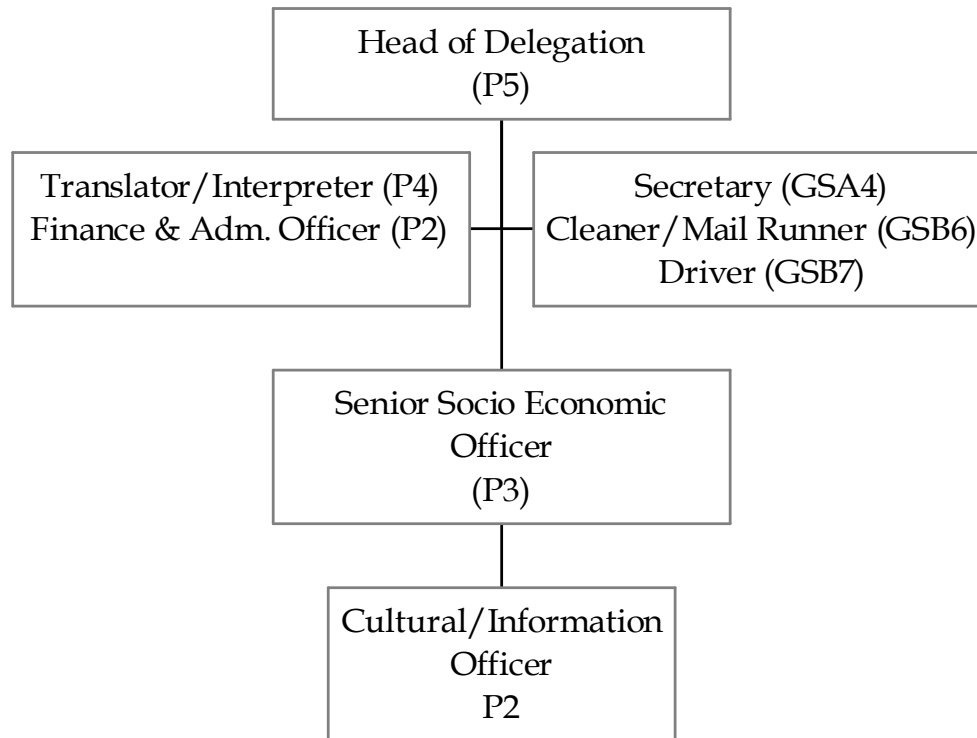 Head of Delegation
(P5)
Translator/Interpreter (P4)
Finance & Adm. Officer (P2)
Secretary (GSA4)
Cleaner/Mail Runner (GSB6)
Driver (GSB7)
Senior Socio Economic
Officer
(P3)
Cultural/Information
Officer
P2